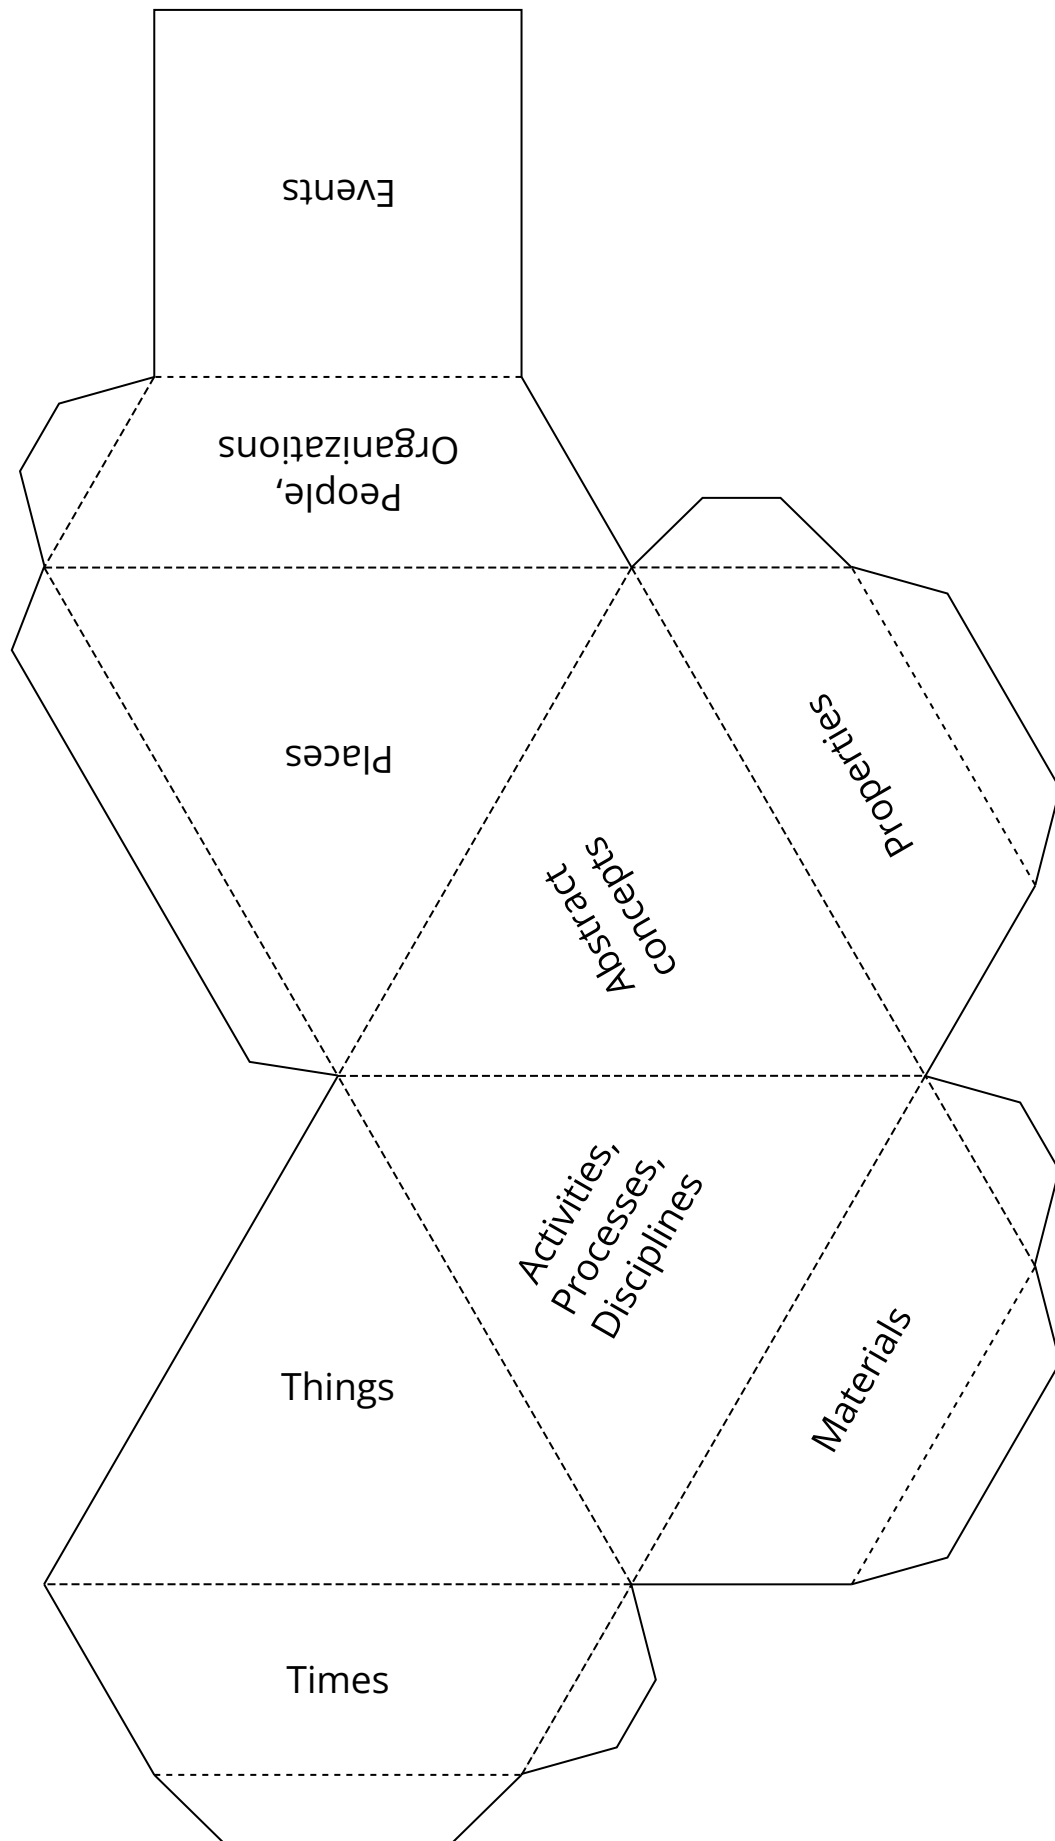 Events
People,
Organizations
Places
Properties
Abstract
concepts
Activities,
Processes,
Disciplines
Things
Materials
Times